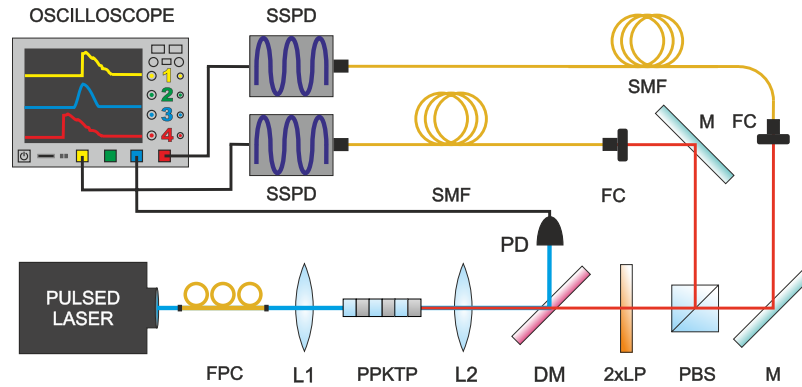 OSCILLOSCOPE
SSPD
1
2
3
4
SMF
M
FC
SSPD
SMF
FC
PD
PULSED
LASER
FPC
L1
PPKTP
L2
DM
2xLP
PBS
M